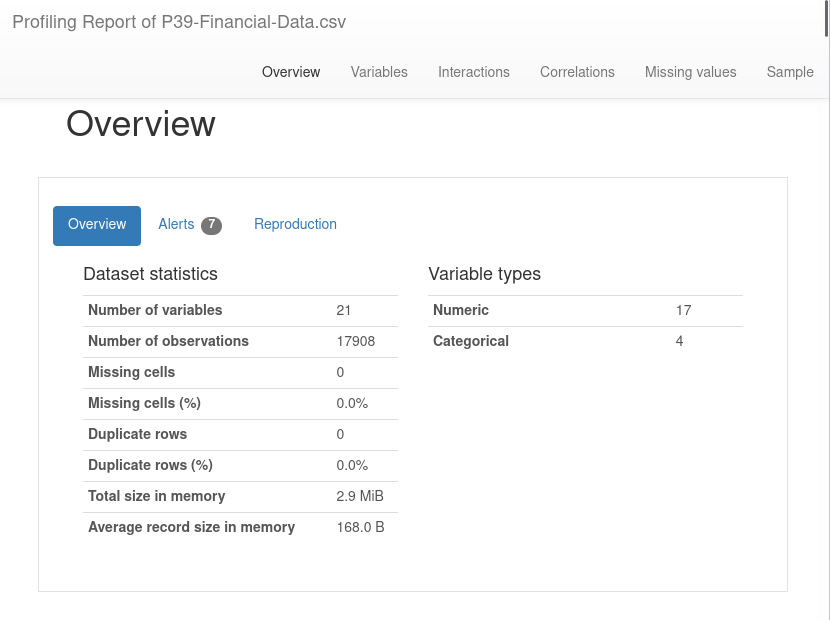 Profiling Report of P39-Financial-Data.csv
Overview Variables Interactions Correlations Missing values Sample
Overview
Overview Alerts 7 Reproduction
Dataset statistics
Number of variables 21
Number of observations 17908
Missing cells 0
Missing cells (%) 0.0%
Duplicate rows 0
Duplicate rows (%) 0.0%
Total size in memory 2.9 MiB
Average record size in memory 168.0 B
Variable types
Numeric 17
Categorical 4